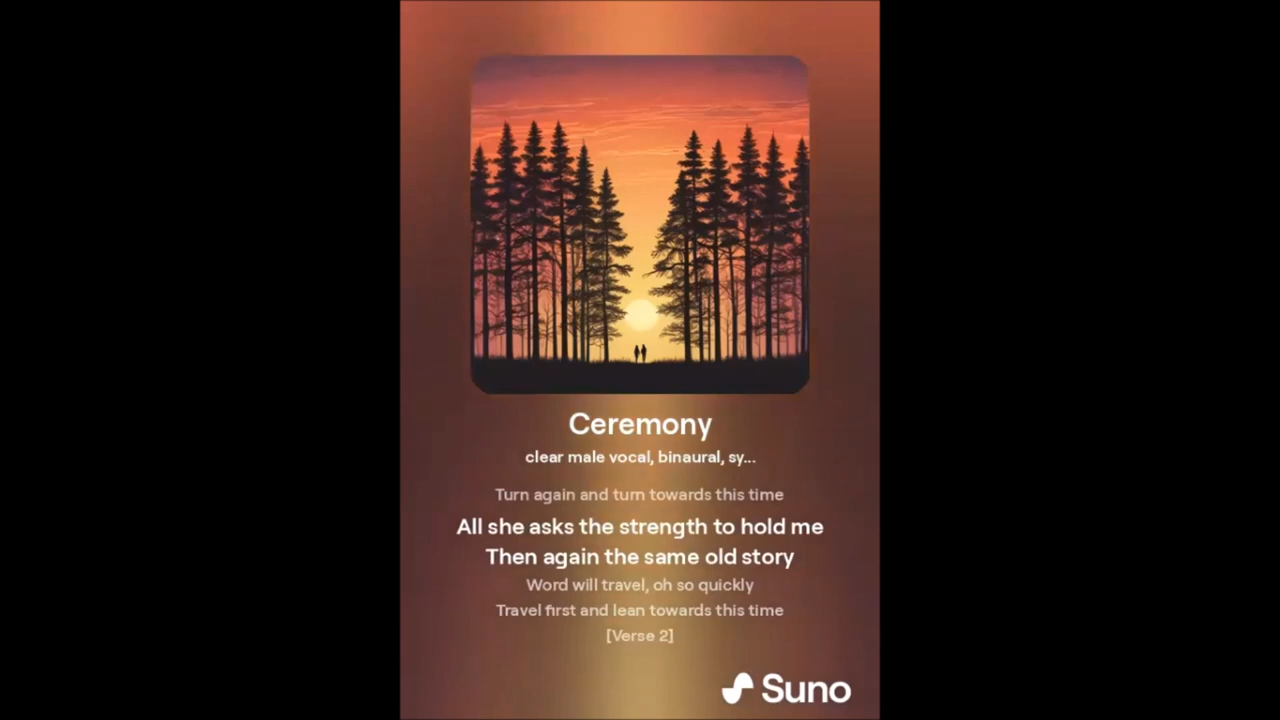 Ceremony
clear male vocal, binaural, sy...
Turn again and turn towards this time
All she asks the strength to hold me
Then again the same old story
Word will travel, oh so quickly
Travel first and lean towards this time
[Verse 2]
Suno